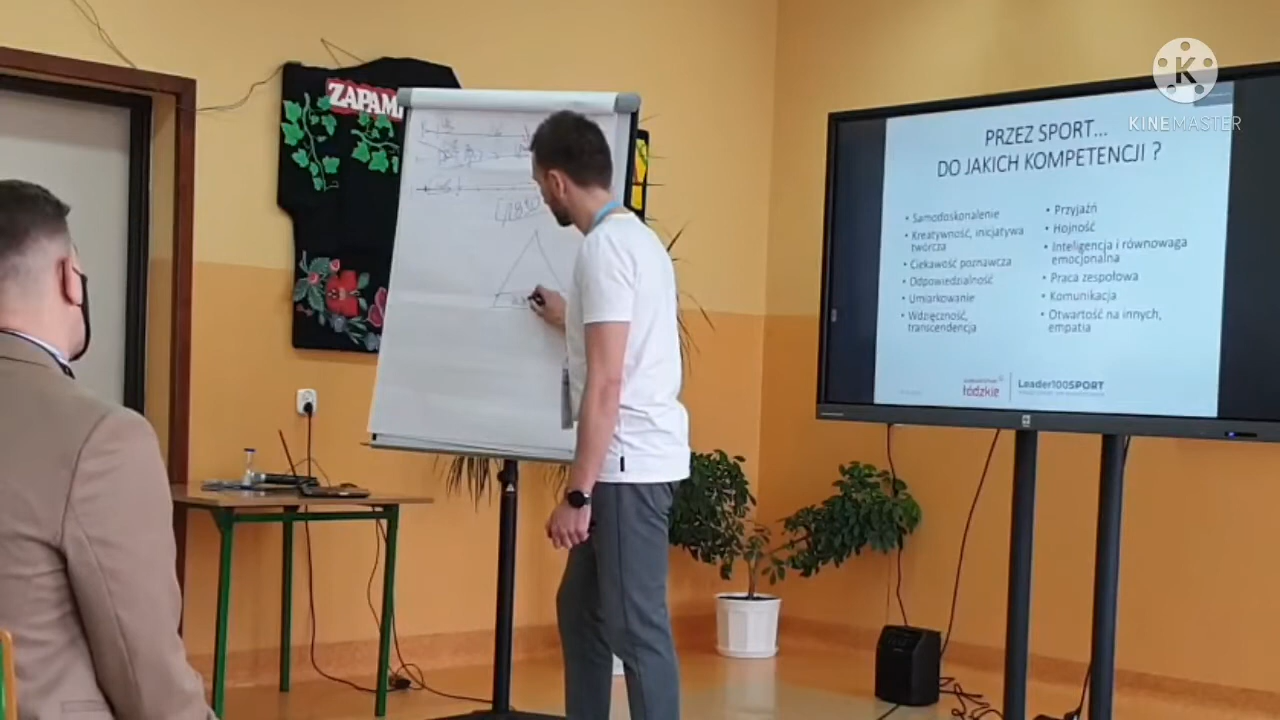 ZAPAM
PRZEZ SPORT...
DO JAKICH KOMPETENCJI ?
• Samodoskonalenie
• Kreatywność, inicjatywa
twórcza
• Ciekawość poznawcza
• Odpowiedzialność
• Umiarkowanie
• Wdzięczność,
transcendencja
• Przyjaźń
• Hojność
• Inteligencja i równowaga
emocjonalna
• Praca zespołowa
• Komunikacja
• Otwartość na innych,
empatia
łódzkie
Leader100SPORT
K
KINEMASTER